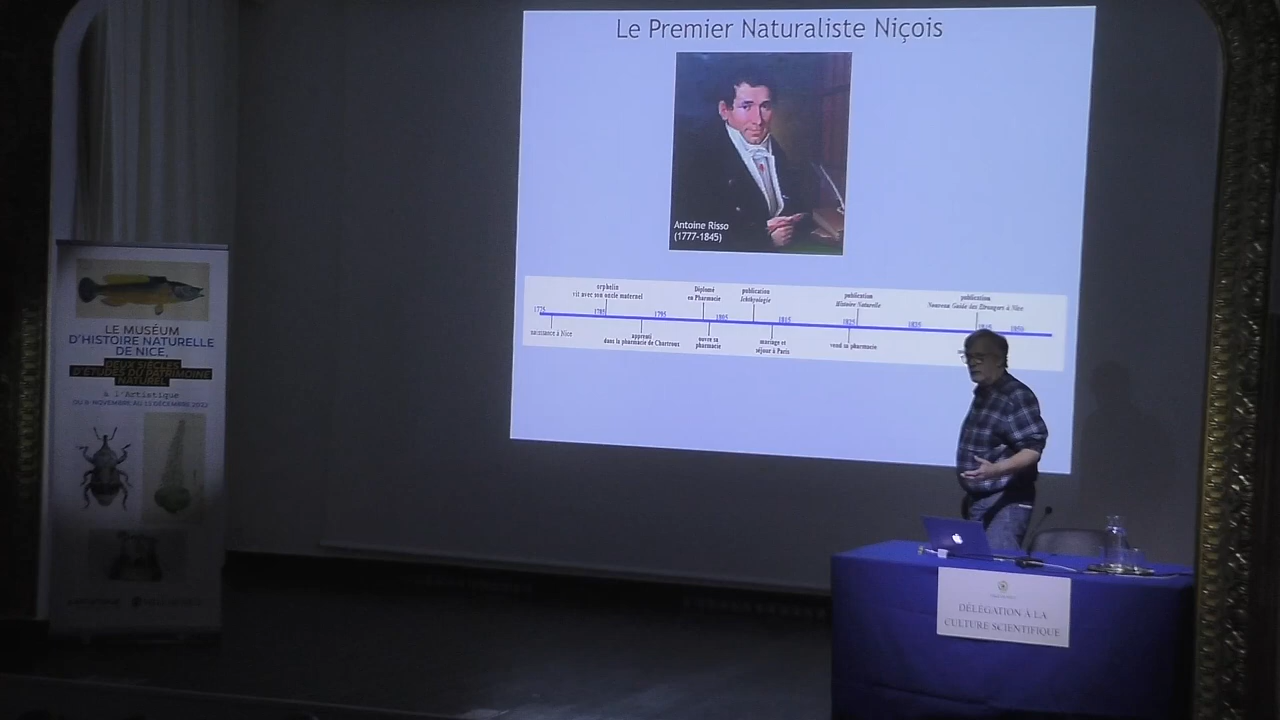 Le Premier Naturaliste Niçois
Antoine Risso
(1777-1845)
orphelin
vit avec son oncle maternel
Diplomé
en Pharmacie
publication
Ichthyologie
publication
Histoire Naturelle
publication
Nouveau Guide des Etrangers à Nice
1775
1785
1795
1805
1815
1825
1835
1850
naissance à Nice
apprenti
dans la pharmacie de Chartroux
ouvre sa
pharmacie
mariage et
séjour à Paris
vend sa pharmacie
LE MUSÉUM
D'HISTOIRE NATURELLE
DE NICE,
DEUX SIÈCLES
D'ÉTUDES DU PATRIMOINE
NATUREL
à l'Artistique
DÉLÉGATION À LA
CULTURE SCIENTIFIQUE